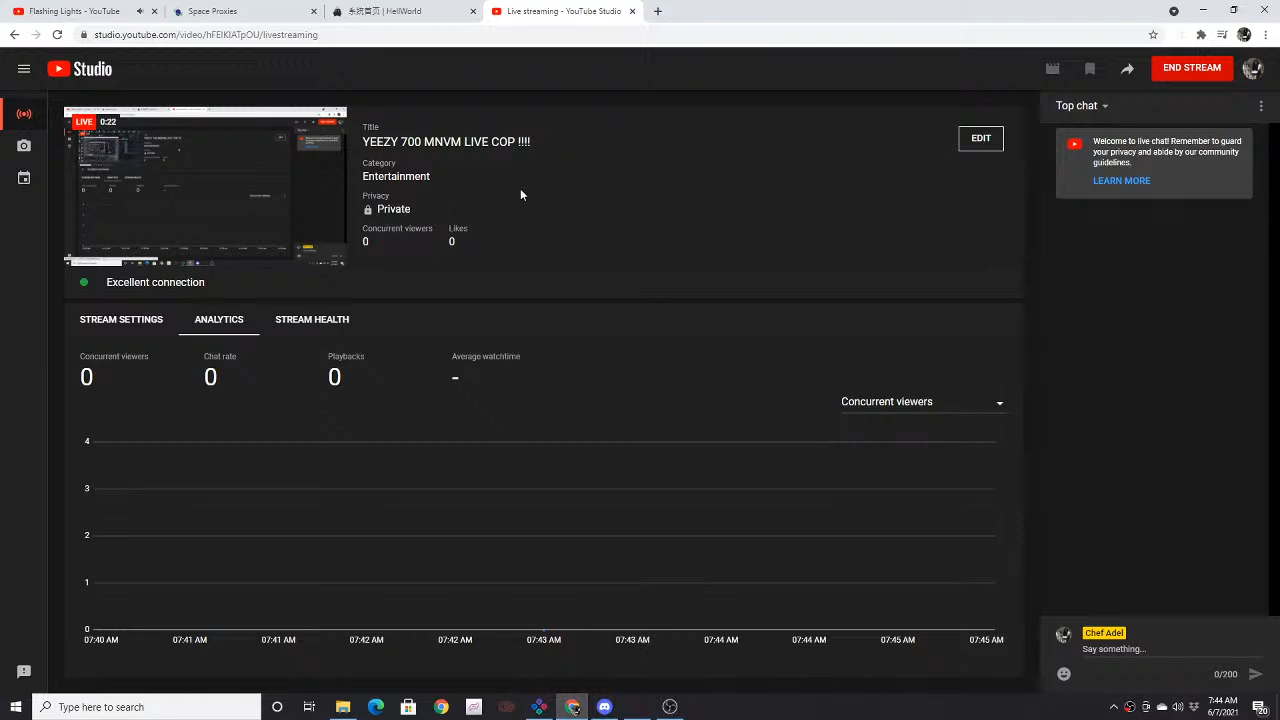 Flashing Lights - YouTube
Space Proxies
系统首页 | HellWorld
Live streaming - YouTube Studio
studio.youtube.com/video/hFEIKIATpOU/livestreaming
Studio
END STREAM
LIVE 0:22
Title
YEEZY 700 MNVM LIVE COP !!!!
EDIT
Category
Entertainment
Privacy
Private
Concurrent viewers Likes
0 0
Excellent connection
STREAM SETTINGS ANALYTICS STREAM HEALTH
Concurrent viewers Chat rate Playbacks Average watchtime
0 0 0 -
Concurrent viewers
4
3
2
1
0
07:40 AM 07:41 AM 07:41 AM 07:42 AM 07:42 AM 07:43 AM 07:43 AM 07:44 AM 07:44 AM 07:45 AM 07:45 AM
Top chat
Welcome to live chat! Remember to guard
your privacy and abide by our community
guidelines.
LEARN MORE
Chef Adel
Say something...
0/200
Type here to search
7:44 AM
6/7/2021
20